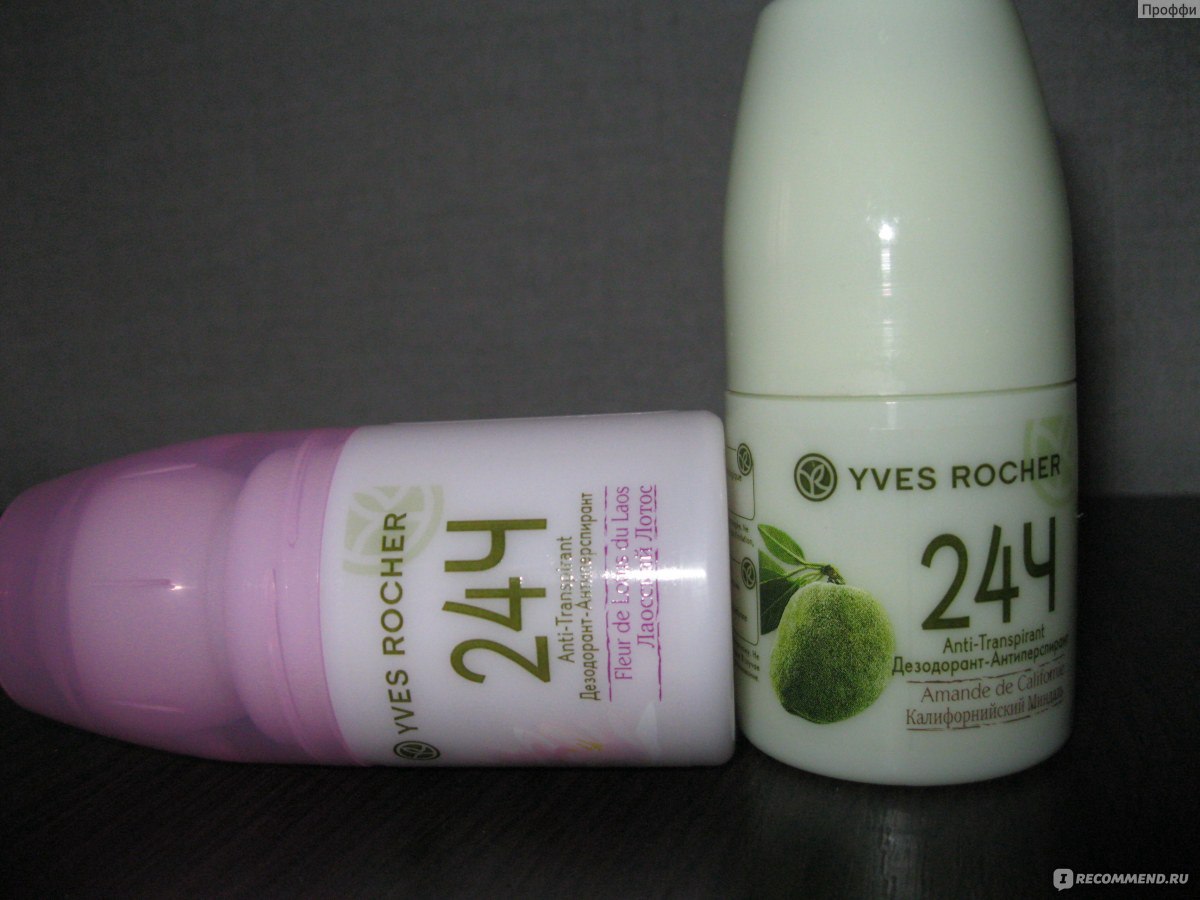 Проффи
YVES ROCHER
24Ч
Anti-Transpirant
Дезодорант-Антиперспирант
Fleur de Lotus du Laos
Лаосский Лотос
YVES ROCHER
24Ч
Anti-Transpirant
Дезодорант-Антиперспирант
Amande de Californie
Калифорнийский Миндаль
IRECOMMEND.RU